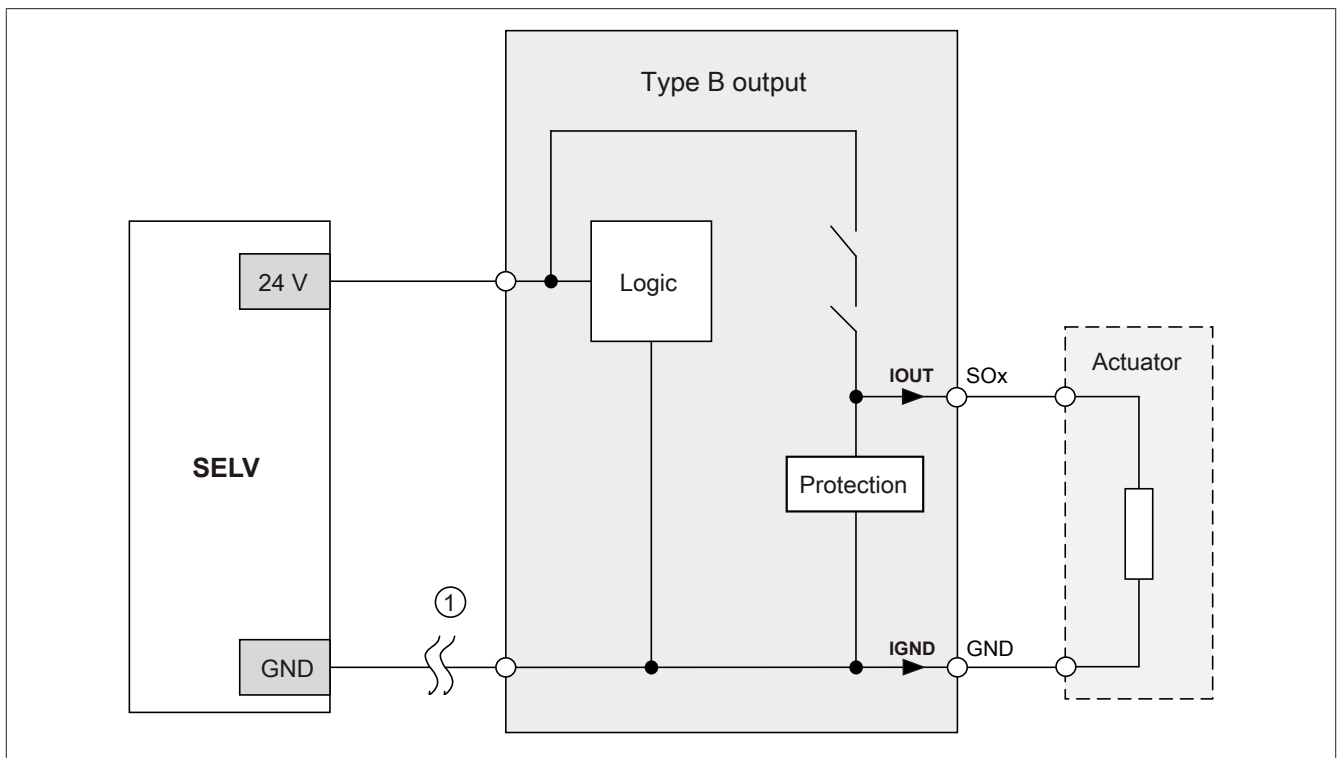 Type B output
24 V
Logic
SELV
IOUT
SOx
Actuator
Protection
1
GND
IGND
GND